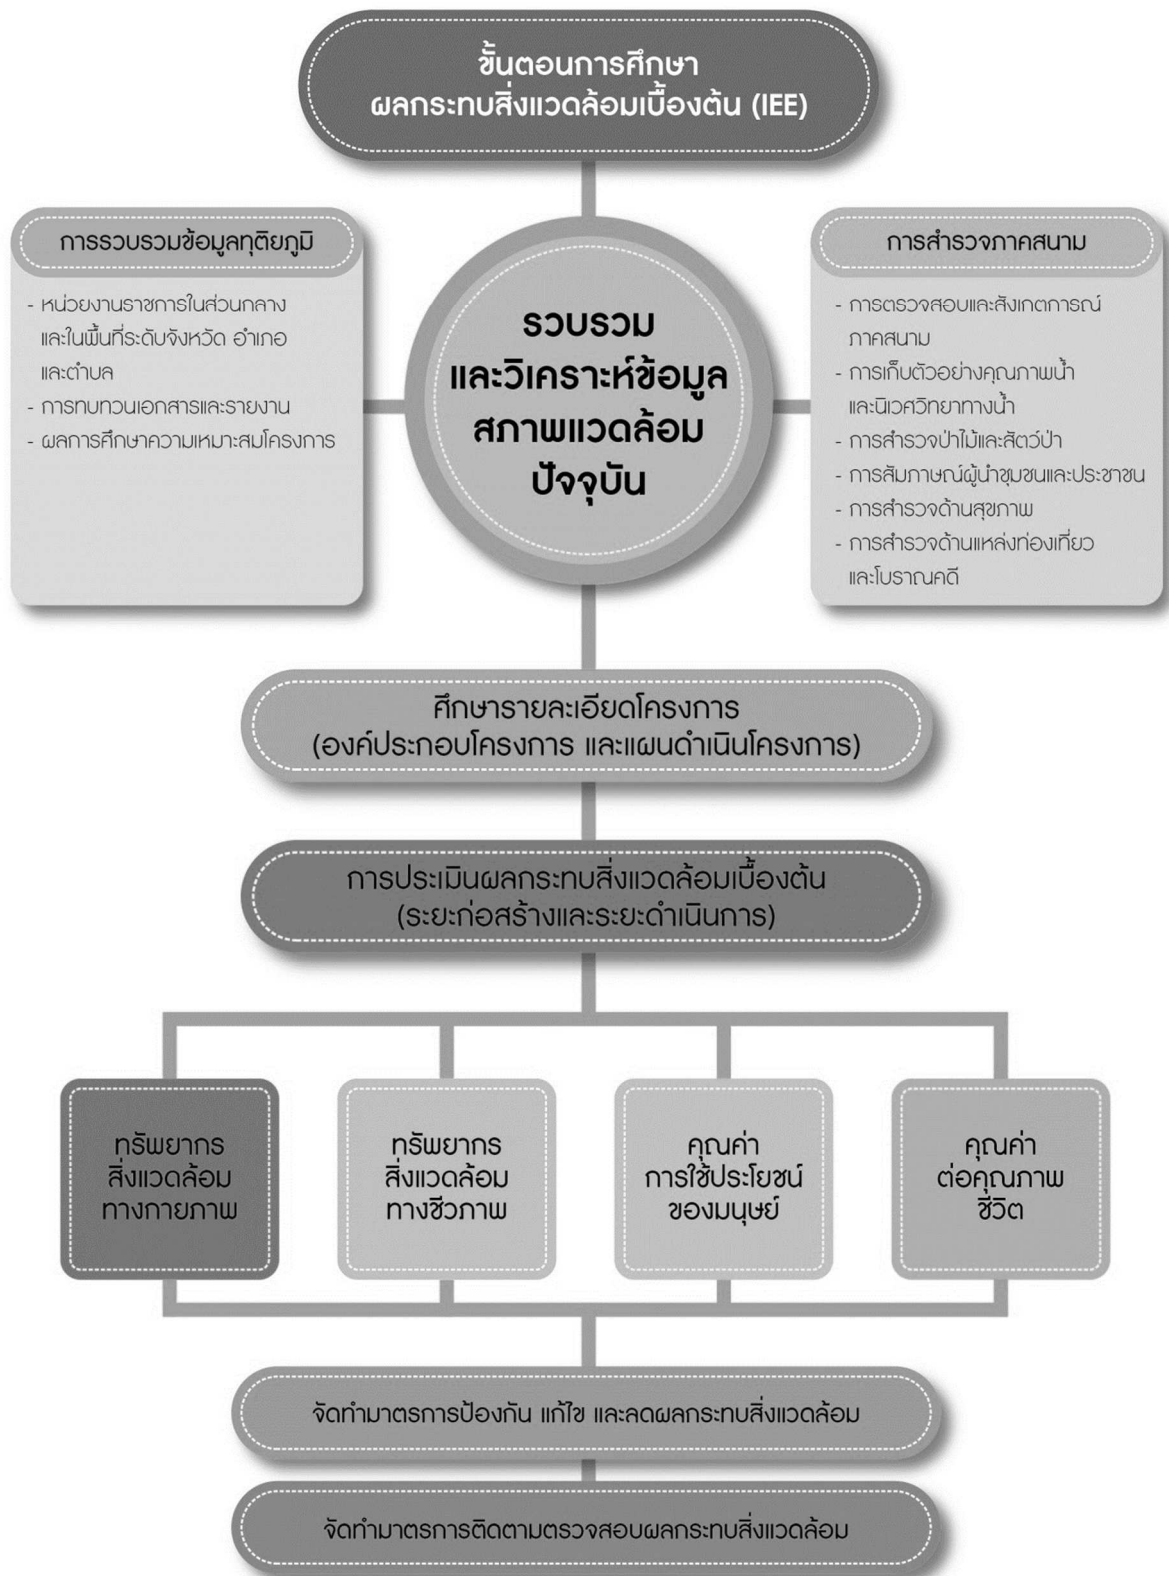 ขั้นตอนการศึกษา
ผลกระทบสิ่งแวดล้อมเบื้องต้น (IEE)
การรวบรวมข้อมูลทุติยภูมิ
- หน่วยงานราชการในส่วนกลาง
และในพื้นที่ระดับจังหวัด อำเภอ
และตำบล
- การทบทวนเอกสารและรายงาน
- ผลการศึกษาความเหมาะสมโครงการ
รวบรวม
และวิเคราะห์ข้อมูล
สภาพแวดล้อม
ปัจจุบัน
การสำรวจภาคสนาม
- การตรวจสอบและสังเกตการณ์
ภาคสนาม
- การเก็บตัวอย่างคุณภาพน้ำ
และนิเวศวิทยาทางน้ำ
- การสำรวจป่าไม้และสัตว์ป่า
- การสัมภาษณ์ผู้นำชุมชนและประชาชน
- การสำรวจด้านสุขภาพ
- การสำรวจด้านแหล่งท่องเที่ยว
และโบราณคดี
ศึกษารายละเอียดโครงการ
(องค์ประกอบโครงการ และแผนดำเนินโครงการ)
การประเมินผลกระทบสิ่งแวดล้อมเบื้องต้น
(ระยะก่อสร้างและระยะดำเนินการ)
ทรัพยากร
สิ่งแวดล้อม
ทางกายภาพ
ทรัพยากร
สิ่งแวดล้อม
ทางชีวภาพ
คุณค่า
การใช้ประโยชน์
ของมนุษย์
คุณค่า
ต่อคุณภาพ
ชีวิต
จัดทำมาตรการป้องกัน แก้ไข และลดผลกระทบสิ่งแวดล้อม
จัดทำมาตรการติดตามตรวจสอบผลกระทบสิ่งแวดล้อม